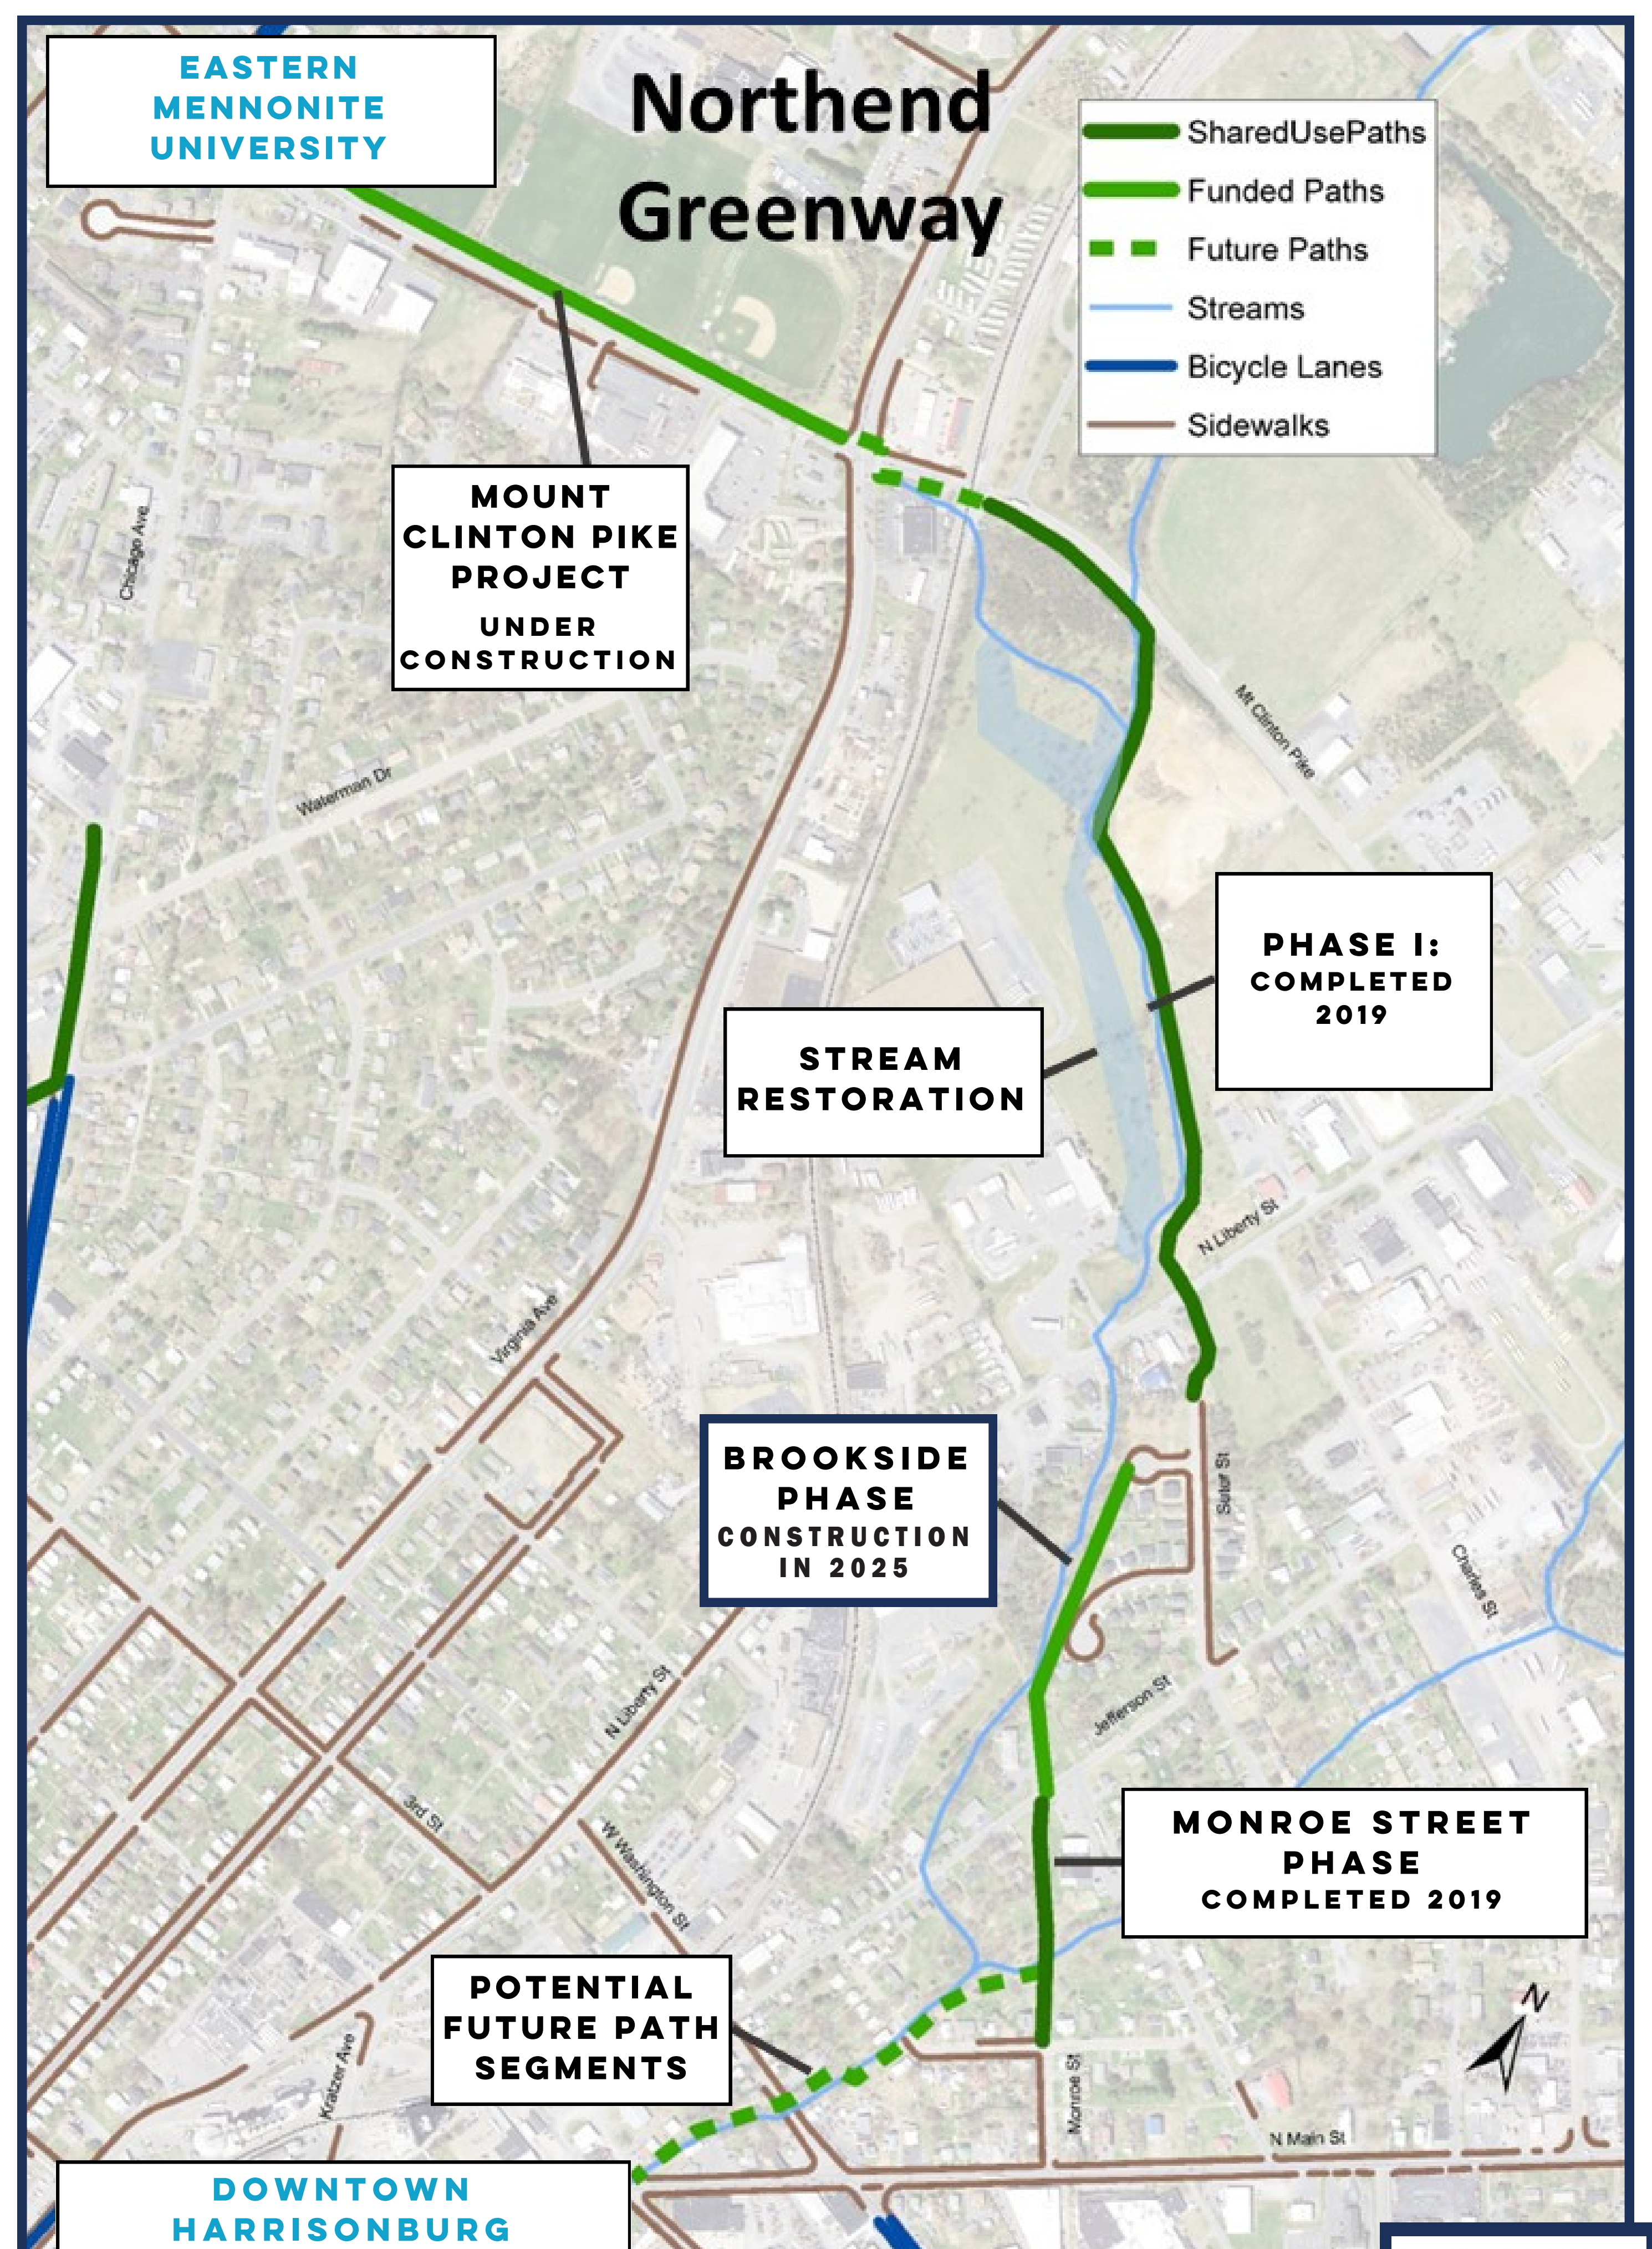 EASTERN
MENNONITE
UNIVERSITY
Northend
Greenway
SharedUsePaths
Funded Paths
Future Paths
Streams
Bicycle Lanes
Sidewalks
MOUNT
CLINTON PIKE
PROJECT
UNDER
CONSTRUCTION
Chicago Ave
Waterman Dr
Mt Clinton Pike
PHASE I:
COMPLETED
2019
STREAM
RESTORATION
N Liberty St
Virginia Ave
BROOKSIDE
PHASE
CONSTRUCTION
IN 2025
Suter St
Charles St
N Liberty St
Jefferson St
3rd St
W Washington St
MONROE STREET
PHASE
COMPLETED 2019
POTENTIAL
FUTURE PATH
SEGMENTS
Kratzer Ave
Monroe St
N
N Main St
DOWNTOWN
HARRISONBURG